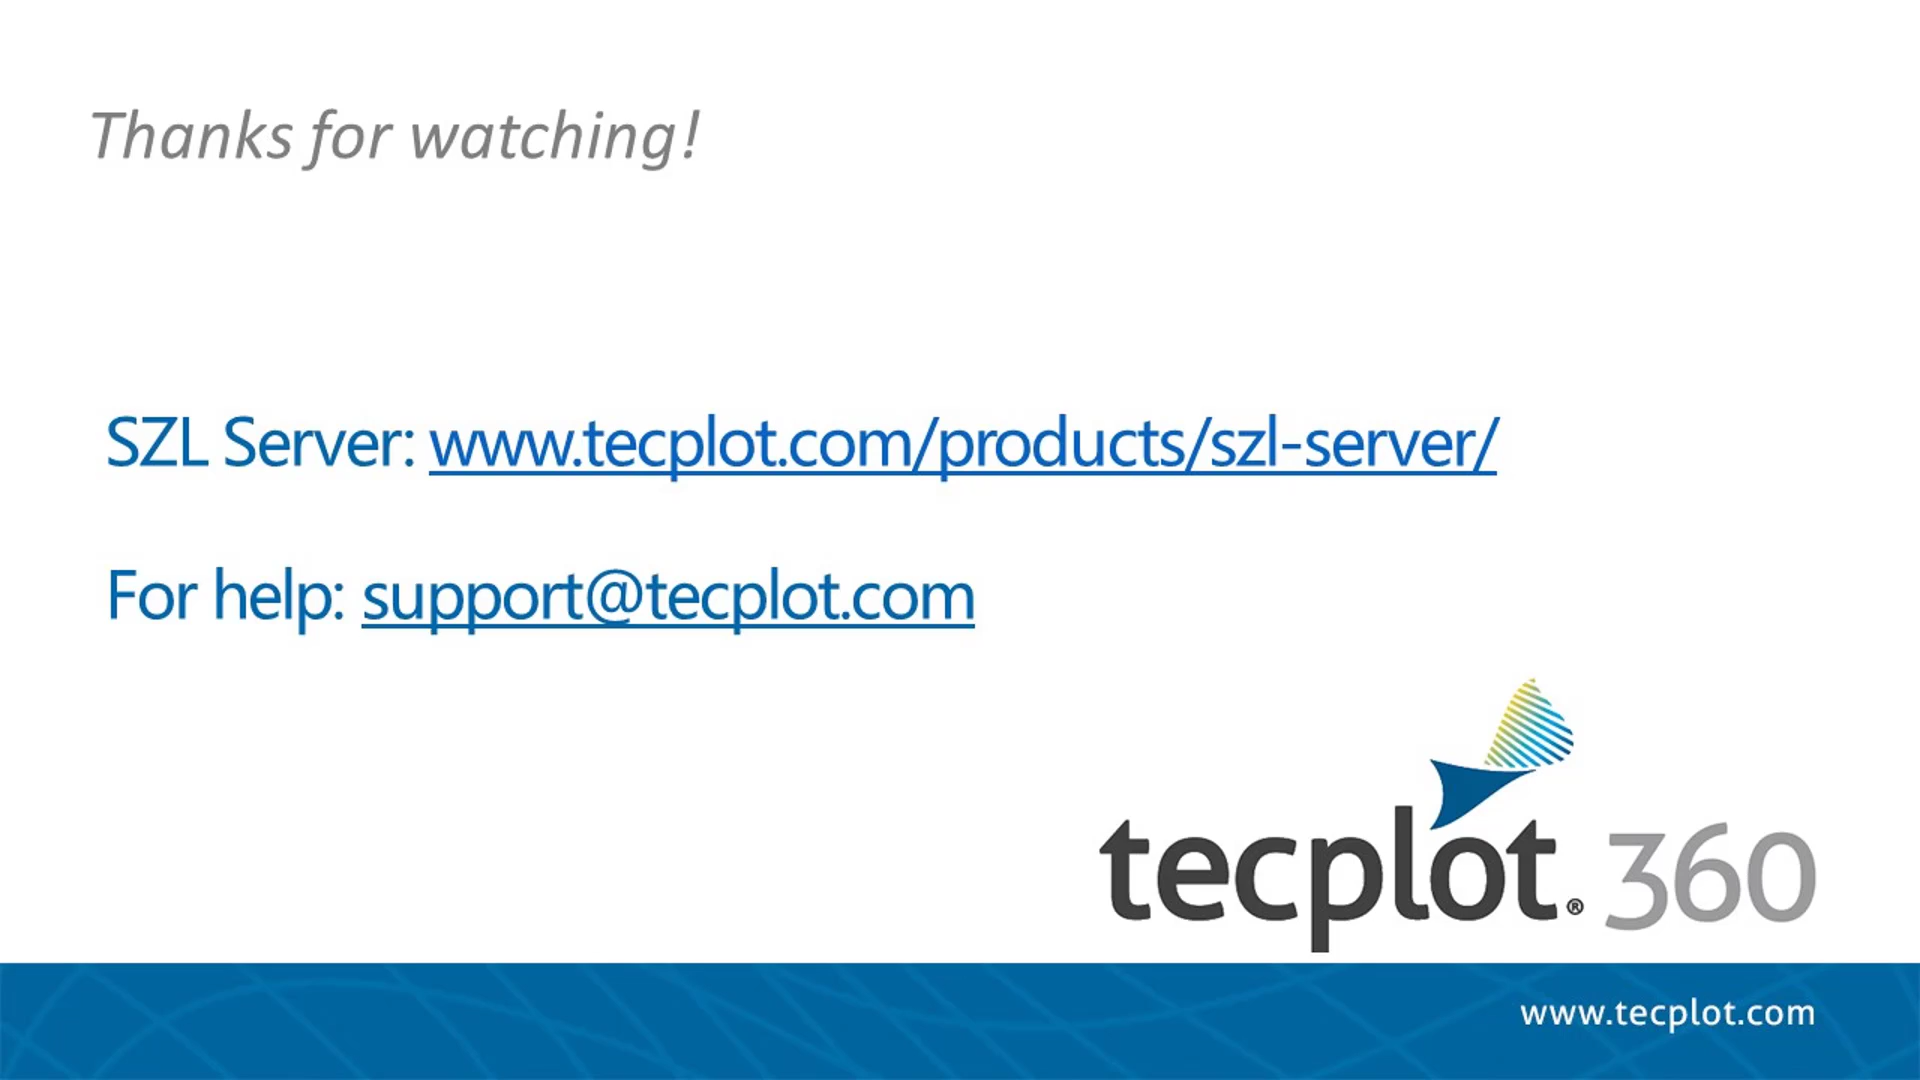 Thanks for watching!
SZL Server: www.tecplot.com/products/szl-server/
For help: support@tecplot.com
tecplot® 360
www.tecplot.com